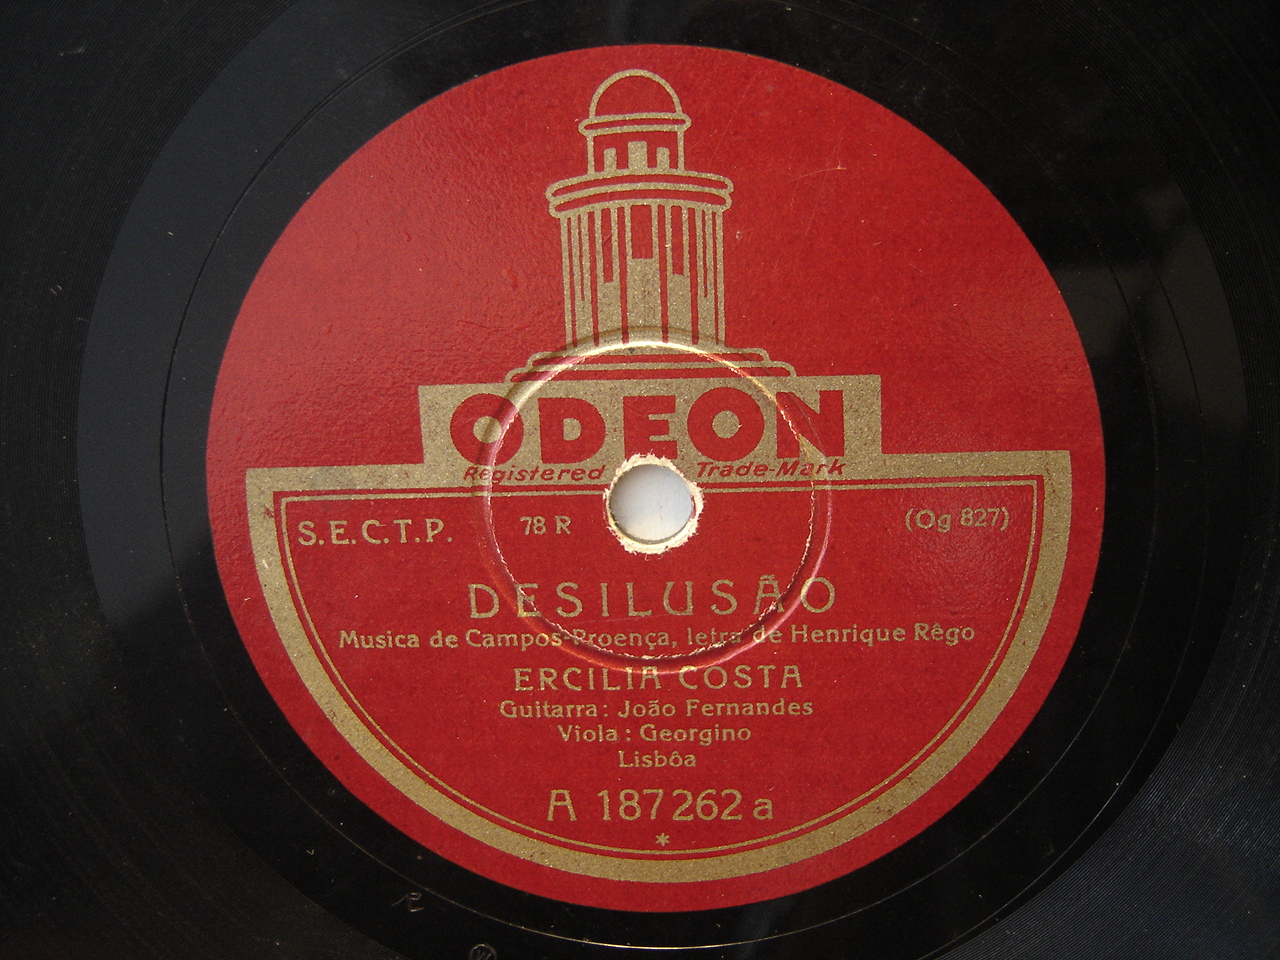 ODEON
Registered Trade-Mark
S.E.C.T.P. 78 R (Og 827)
DESILUSÃO
Musica de Campos-Proença, letra de Henrique Rêgo
ERCILIA COSTA
Guitarra: João Fernandes
Viola: Georgino
Lisbôa
A 187262 a
*